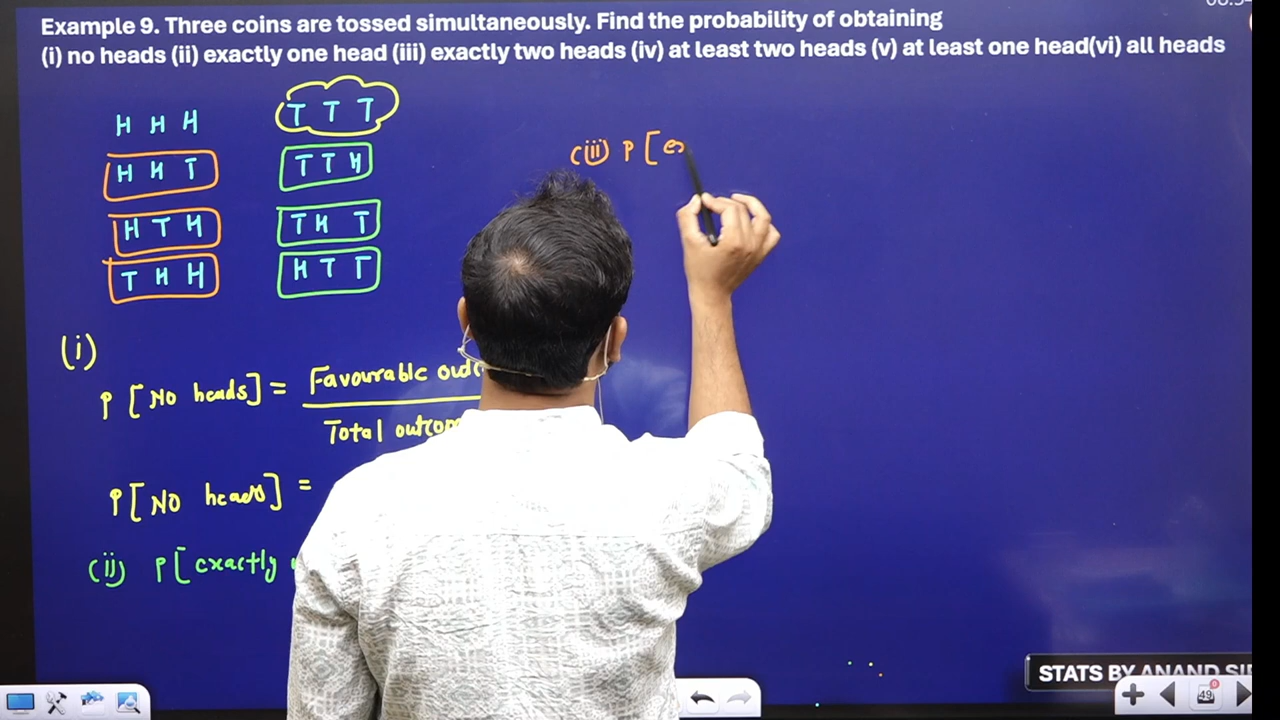 Example 9. Three coins are tossed simultaneously. Find the probability of obtaining
(i) no heads (ii) exactly one head (iii) exactly two heads (iv) at least two heads (v) at least one head(vi) all heads
H H H
T T T
H H T
T T H
H T H
T H T
T H H
H T T
(iii) P [
(i)
P [No heads] = Favourable
Total
P [No heads] =
(ii) P [exactly
STATS BY ANAND
49